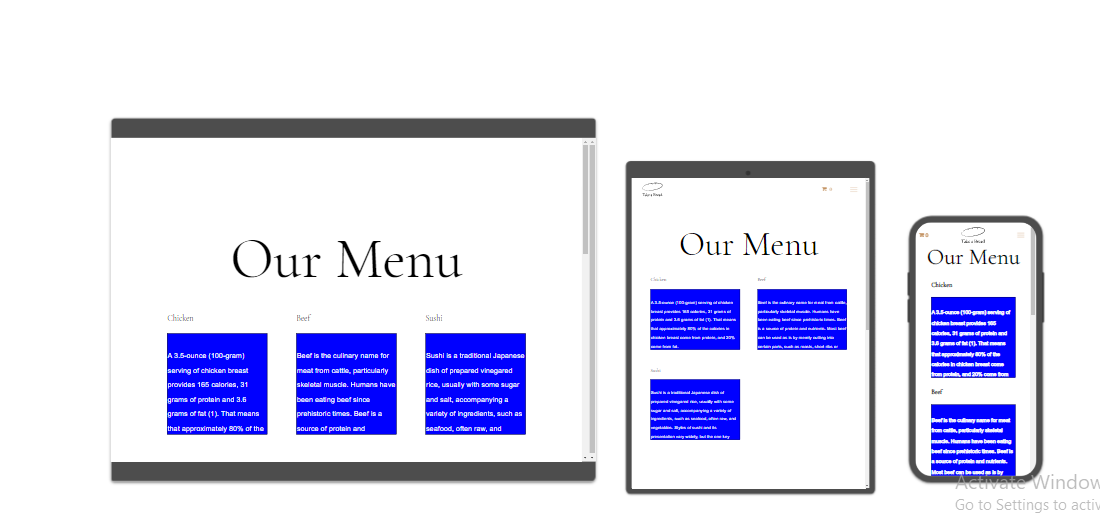 Our Menu
Chicken
Beef
Sushi
A 3.5-ounce (100-gram)
serving of chicken breast
provides 165 calories, 31
grams of protein and 3.6
grams of fat (1). That means
that approximately 80% of the
Beef is the culinary name for
meat from cattle, particularly
skeletal muscle. Humans have
been eating beef since
prehistoric times. Beef is a
source of protein and
Sushi is a traditional Japanese
dish of prepared vinegared
rice, usually with some sugar
and salt, accompanying a
variety of ingredients, such as
seafood, often raw, and
Take a Bread
0
Our Menu
Chicken
Beef
A 3.5-ounce (100-gram) serving of chicken
breast provides 165 calories, 31 grams of
protein and 3.6 grams of fat (1). That means
that approximately 80% of the calories in
chicken breast come from protein, and 20%
come from fat.
Beef is the culinary name for meat from cattle,
particularly skeletal muscle. Humans have
been eating beef since prehistoric times. Beef
is a source of protein and nutrients. Most beef
can be used as is by merely cutting into
certain parts, such as roasts, short ribs or
Sushi
Sushi is a traditional Japanese dish of
prepared vinegared rice, usually with some
sugar and salt, accompanying a variety of
ingredients, such as seafood, often raw, and
vegetables. Styles of sushi and its
presentation vary widely, but the one key
0
Take a Bread
Our Menu
Chicken
A 3.5-ounce (100-gram) serving of
chicken breast provides 165
calories, 31 grams of protein and
3.6 grams of fat (1). That means
that approximately 80% of the
calories in chicken breast come
from protein, and 20% come from
Beef
Beef is the culinary name for meat
from cattle, particularly skeletal
muscle. Humans have been eating
beef since prehistoric times. Beef is
a source of protein and nutrients.
Most beef can be used as is by
Activate Window
Go to Settings to activ